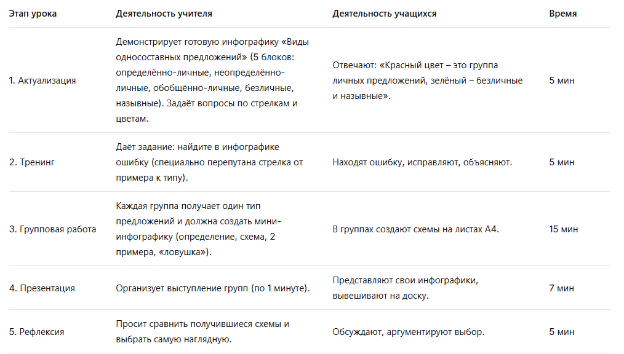 Этап урока Деятельность учителя Деятельность учащихся Время
1. Актуализация
Демонстрирует готовую инфографику «Виды
односоставных предложений» (5 блоков:
определённо-личные, неопределённо-
личные, обобщённо-личные, безличные,
назывные). Задаёт вопросы по стрелкам и
цветам.
Отвечают: «Красный цвет – это группа
личных предложений, зелёный – безличные
и назывные».
5 мин
2. Тренинг
Даёт задание: найдите в инфографике
ошибку (специально перепутана стрелка от
примера к типу).
Находят ошибку, исправляют, объясняют.
5 мин
3. Групповая работа
Каждая группа получает один тип
предложений и должна создать мини-
инфографику (определение, схема, 2
примера, «ловушка»).
В группах создают схемы на листах А4.
15 мин
4. Презентация
Организует выступление групп (по 1 минуте).
Представляют свои инфографики,
вывешивают на доску.
7 мин
5. Рефлексия
Просит сравнить получившиеся схемы и
выбрать самую наглядную.
Обсуждают, аргументируют выбор.
5 мин